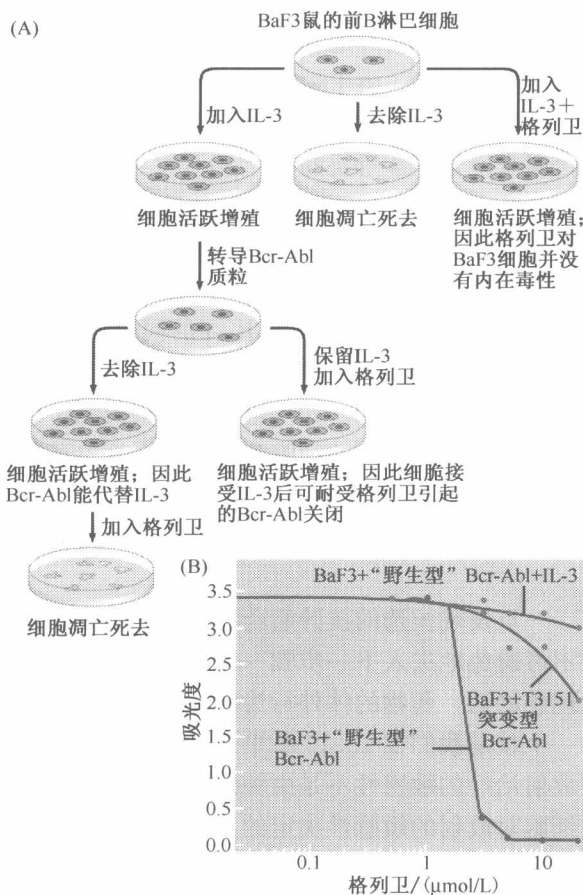 (A)
BaF3鼠的前B淋巴细胞
加入IL-3
去除IL-3
加入
IL-3＋
格列卫
细胞活跃增殖
细胞凋亡死去
细胞活跃增殖；
因此格列卫对
BaF3细胞并没
有内在毒性
转导Bcr-Abl
质粒
去除IL-3
保留IL-3
加入格列卫
细胞活跃增殖；因此
Bcr-Abl能代替IL-3
细胞活跃增殖；因此细胞接
受IL-3后可耐受格列卫引起
的Bcr-Abl关闭
加入格列卫
细胞凋亡死去
(B)
BaF3+“野生型” Bcr-Abl+IL-3
BaF3+T3151
突变型
Bcr-Abl
BaF3+“野生型”
Bcr-Abl
吸光度
3.5
3.0
2.5
2.0
1.5
1.0
0.5
0.0
0.1
1
10
格列卫/(μmol/L)